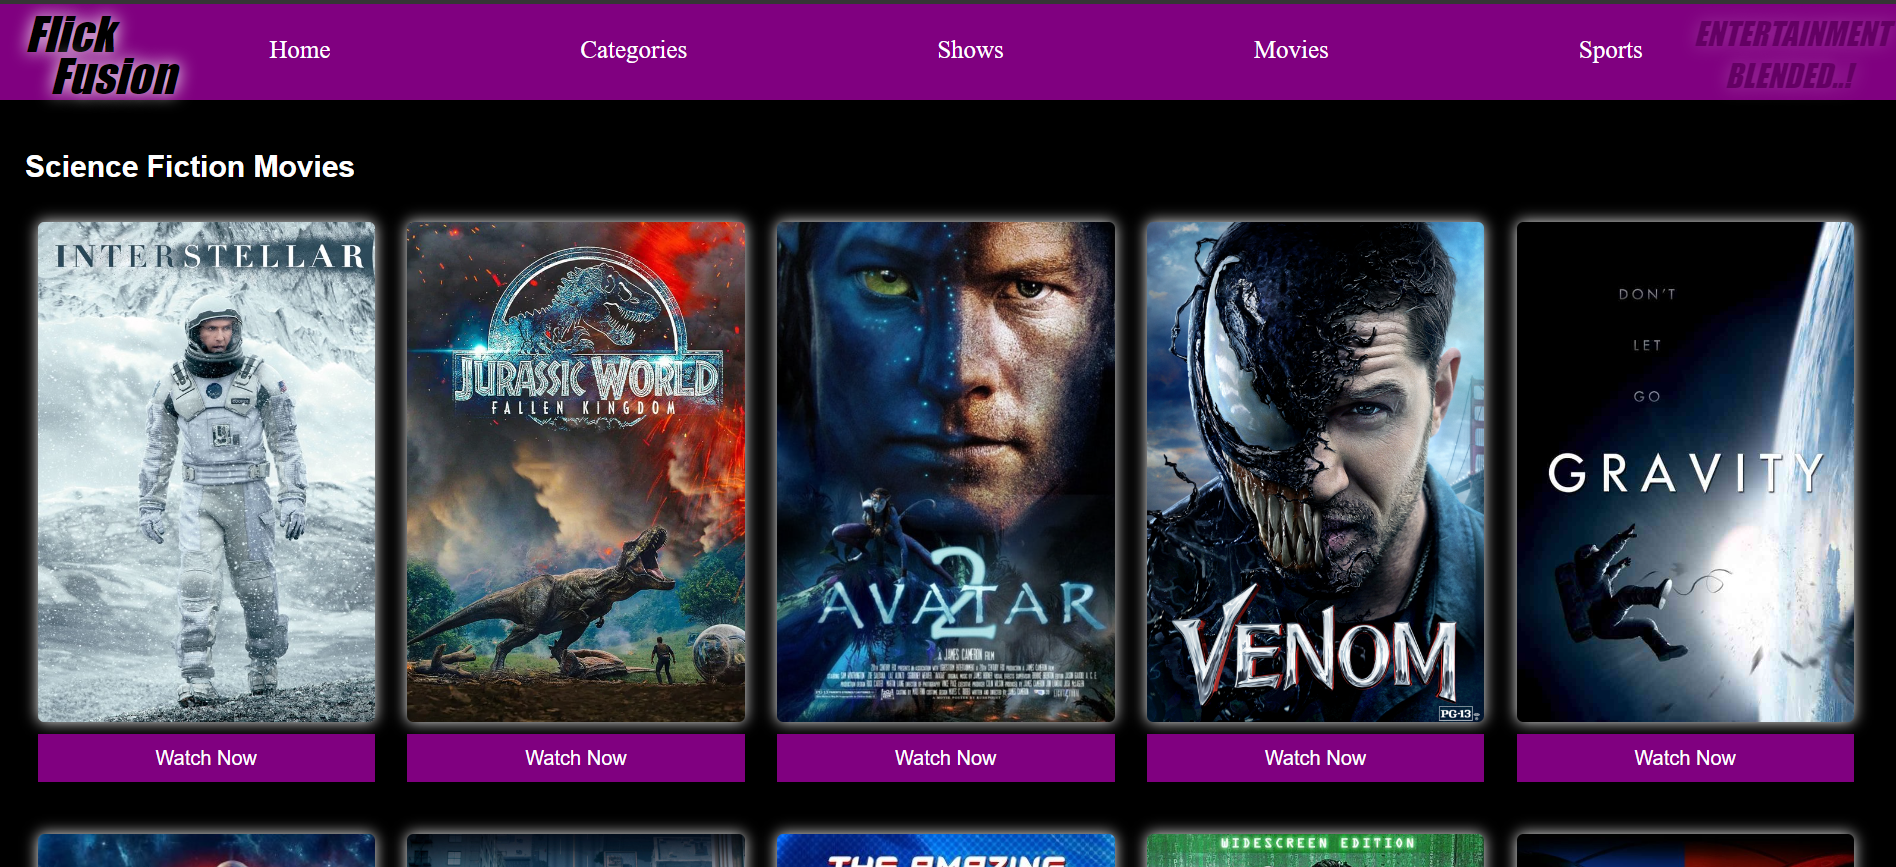 Flick
Fusion
Home
Categories
Shows
Movies
Sports
ENTERTAINMENT
BLENDED..!
Science Fiction Movies
INTERSTELLAR
JURASSIC WORLD
FALLEN KINGDOM
AVATAR
2
A JAMES CAMERON FILM
VENOM
PG-13
DON'T
LET
GO
GRAVITY
Watch Now
Watch Now
Watch Now
Watch Now
Watch Now
THE AMAZING
WIDESCREEN EDITION